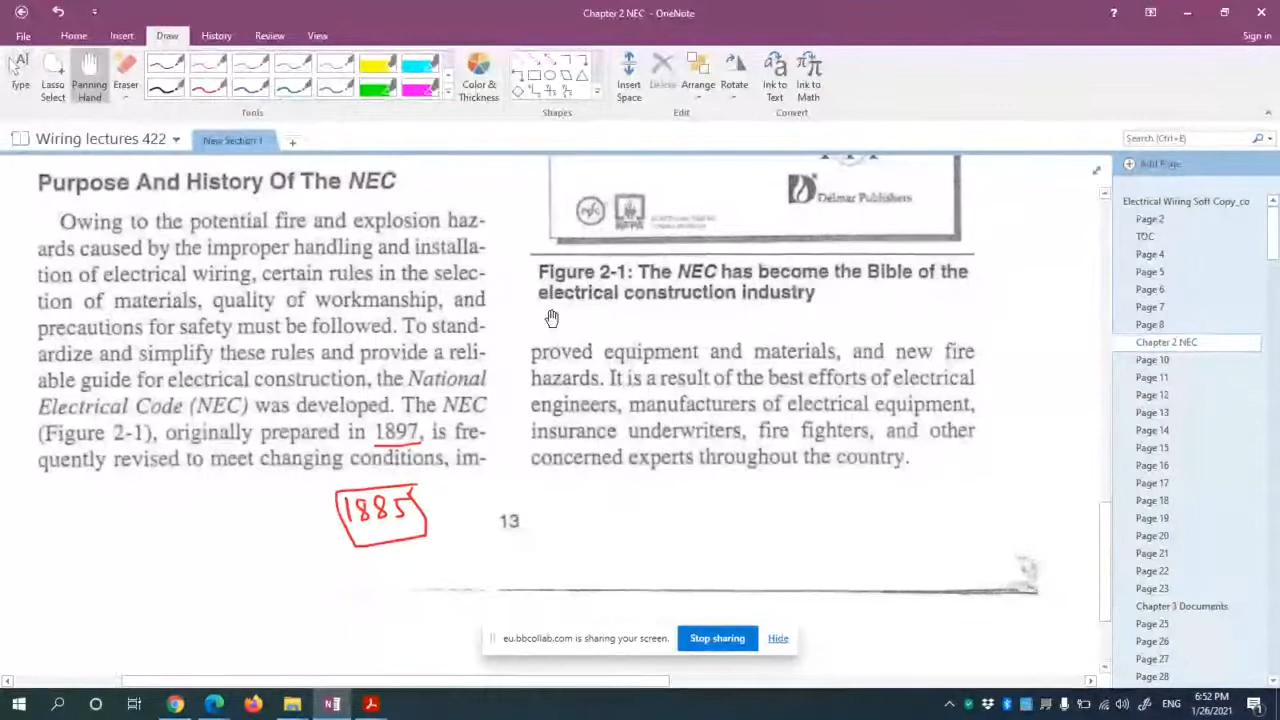 Chapter 2 NEC - OneNote
?
File
Home
Insert
Draw
History
Review
View
Sign in
Type
Lasso
Select
Panning
Hand
Eraser
Color &
Thickness
Insert
Space
Delete
Arrange
Rotate
Ink to
Text
Ink to
Math
Tools
Shapes
Edit
Convert
Wiring lectures 422
New Section 1
Search (Ctrl+E)
Purpose And History Of The NEC
Owing to the potential fire and explosion haz-
ards caused by the improper handling and installa-
tion of electrical wiring, certain rules in the selec-
tion of materials, quality of workmanship, and
precautions for safety must be followed. To stand-
ardize and simplify these rules and provide a reli-
able guide for electrical construction, the National
Electrical Code (NEC) was developed. The NEC
(Figure 2-1), originally prepared in 1897, is fre-
quently revised to meet changing conditions, im-
1885
Delmar Publishers
Figure 2-1: The NEC has become the Bible of the
electrical construction industry
proved equipment and materials, and new fire
hazards. It is a result of the best efforts of electrical
engineers, manufacturers of electrical equipment,
insurance underwriters, fire fighters, and other
concerned experts throughout the country.
13
Add Page
Electrical Wiring Soft Copy_co
Page 2
TOC
Page 4
Page 5
Page 6
Page 7
Page 8
Chapter 2 NEC
Page 10
Page 11
Page 12
Page 13
Page 14
Page 15
Page 16
Page 17
Page 18
Page 19
Page 20
Page 21
Page 22
Page 23
Chapter 3 Documents
Page 25
Page 26
Page 27
Page 28
eu.bbcollab.com is sharing your screen.
Stop sharing
Hide
6:52 PM
1/26/2021